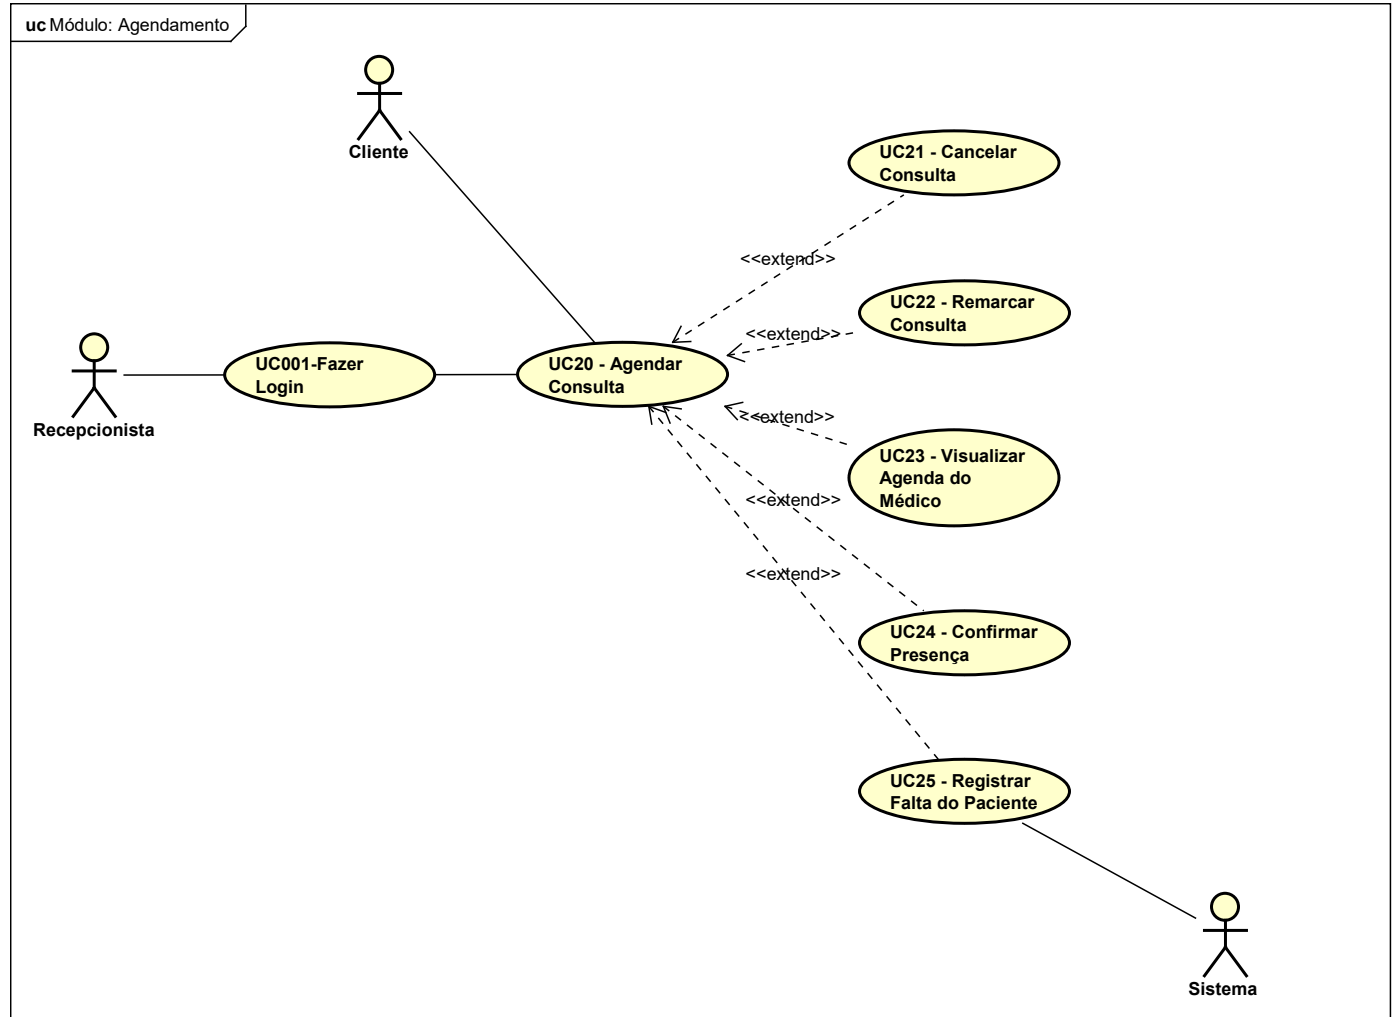 uc Módulo: Agendamento
Cliente
UC21 - Cancelar
Consulta
<<extend>>
UC22 - Remarcar
Consulta
<<extend>>
Recepcionista
UC001-Fazer
Login
UC20 - Agendar
Consulta
<<extend>>
UC23 - Visualizar
Agenda do
Médico
<<extend>>
<<extend>>
UC24 - Confirmar
Presença
UC25 - Registrar
Falta do Paciente
Sistema